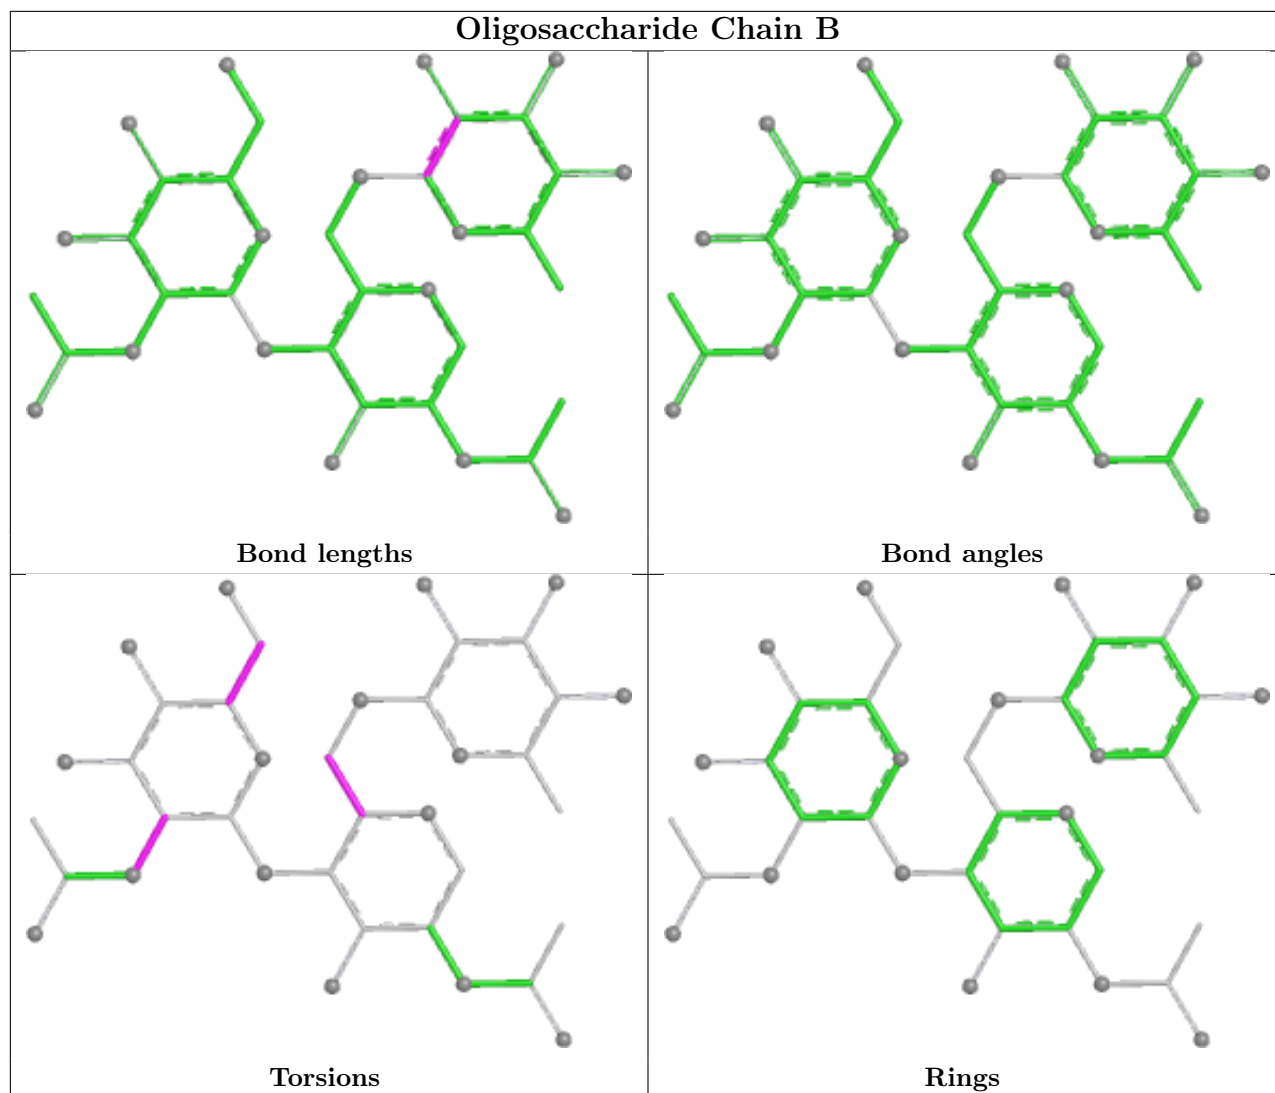 Oligosaccharide Chain B
Bond lengths
Bond angles
Torsions
Rings